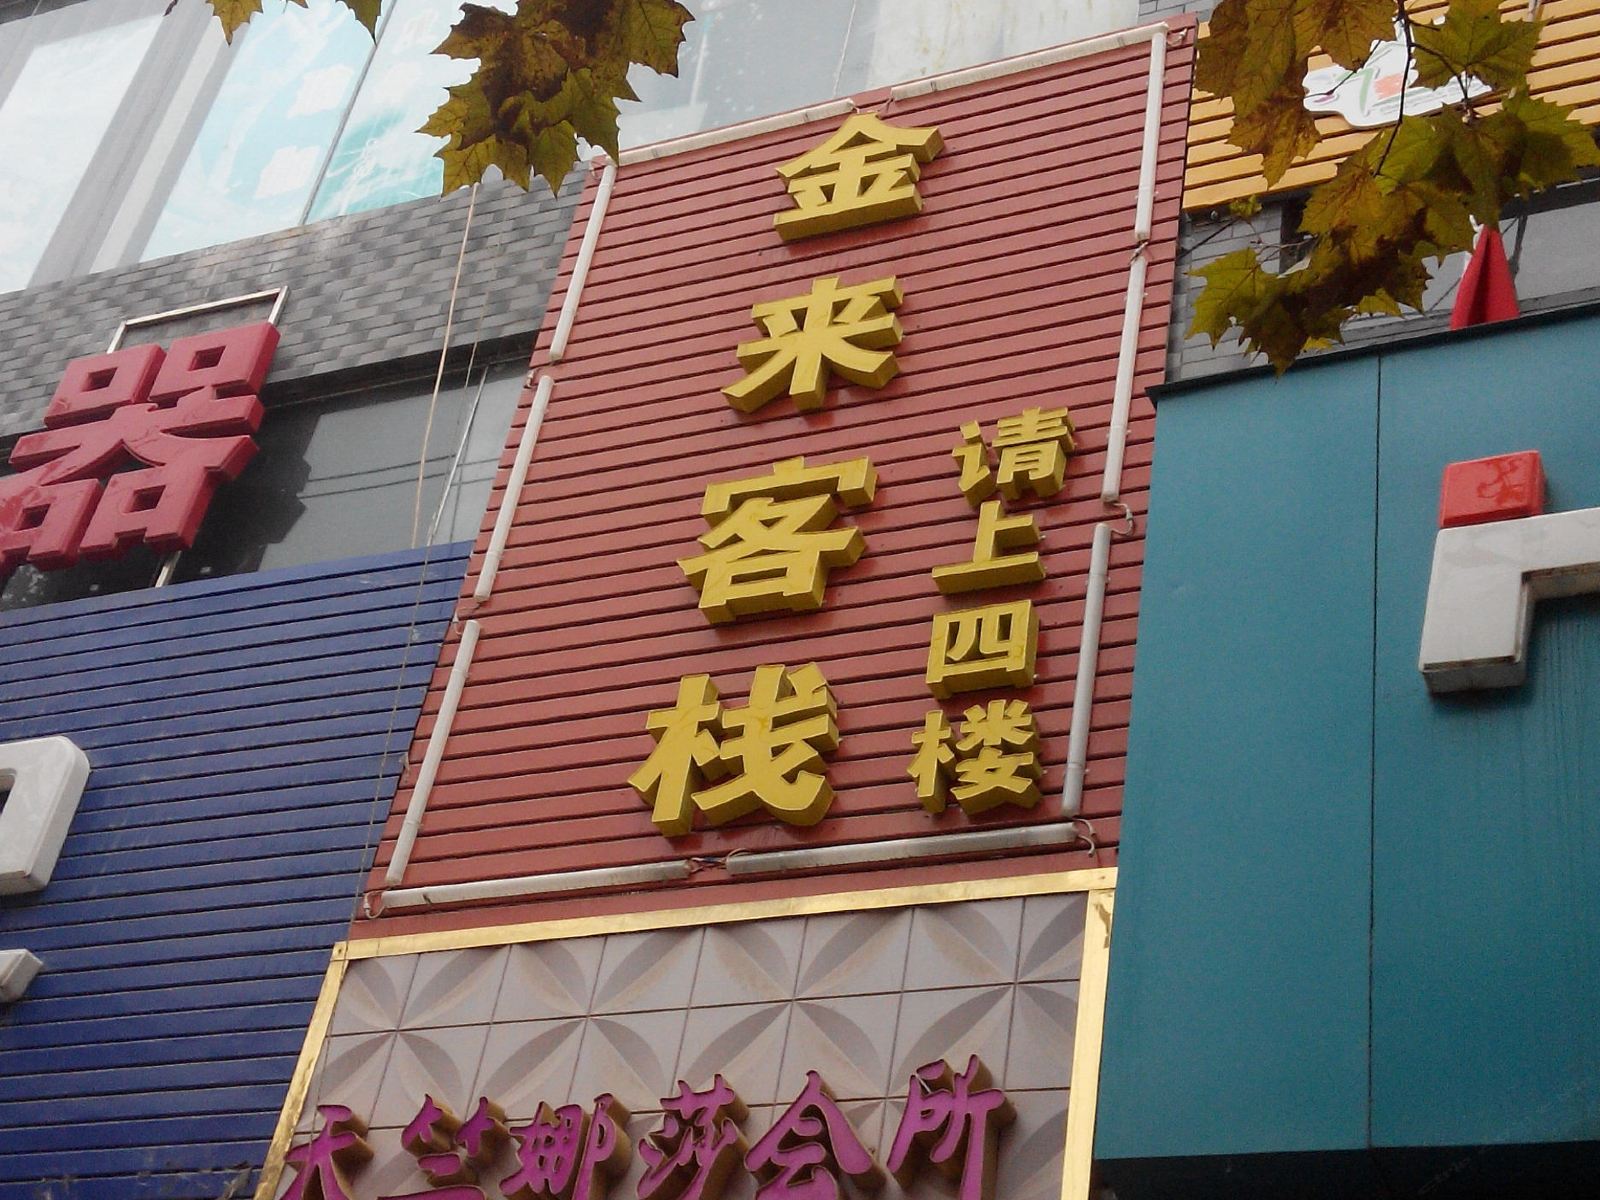 器
金来客栈
请上四楼
天竺娜莎会所